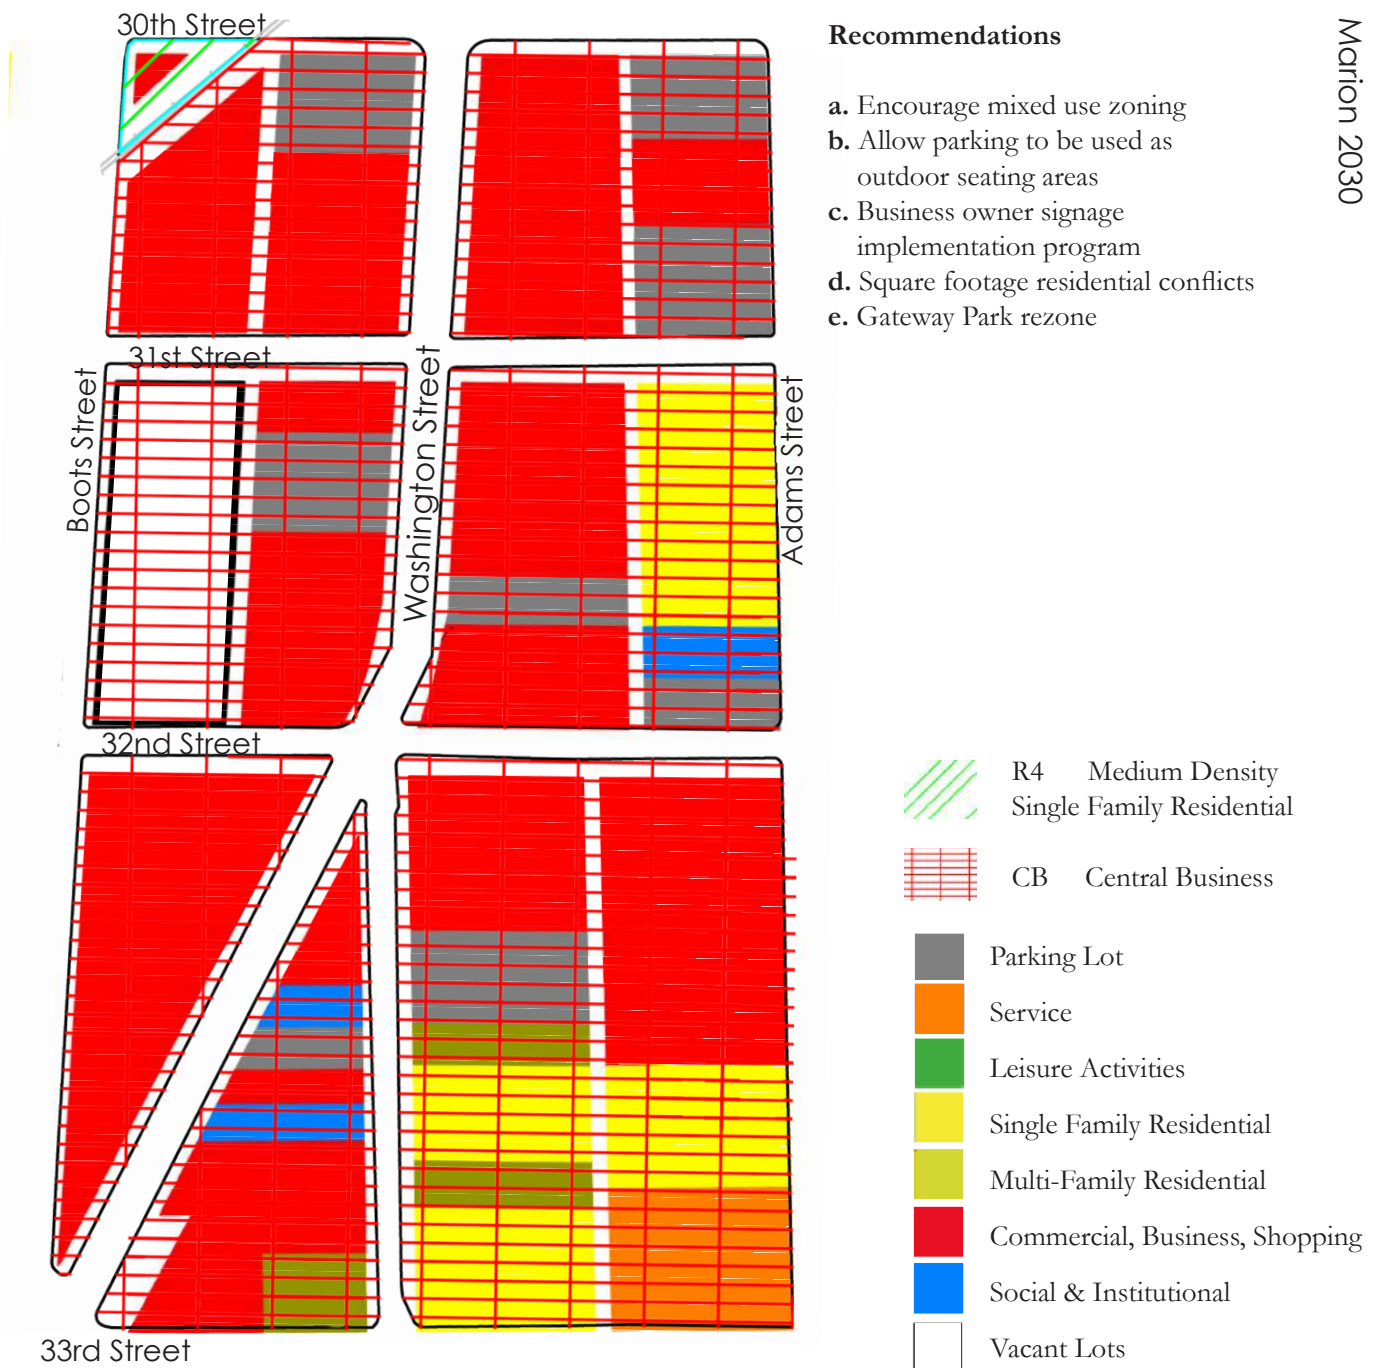 30th Street
Recommendations
a. Encourage mixed use zoning
b. Allow parking to be used as
outdoor seating areas
c. Business owner signage
implementation program
d. Square footage residential conflicts
e. Gateway Park rezone
Marion 2030
31st Street
Boots Street
Washington Street
Adams Street
32nd Street
33rd Street
R4 Medium Density
Single Family Residential
CB Central Business
Parking Lot
Service
Leisure Activities
Single Family Residential
Multi-Family Residential
Commercial, Business, Shopping
Social & Institutional
Vacant Lots